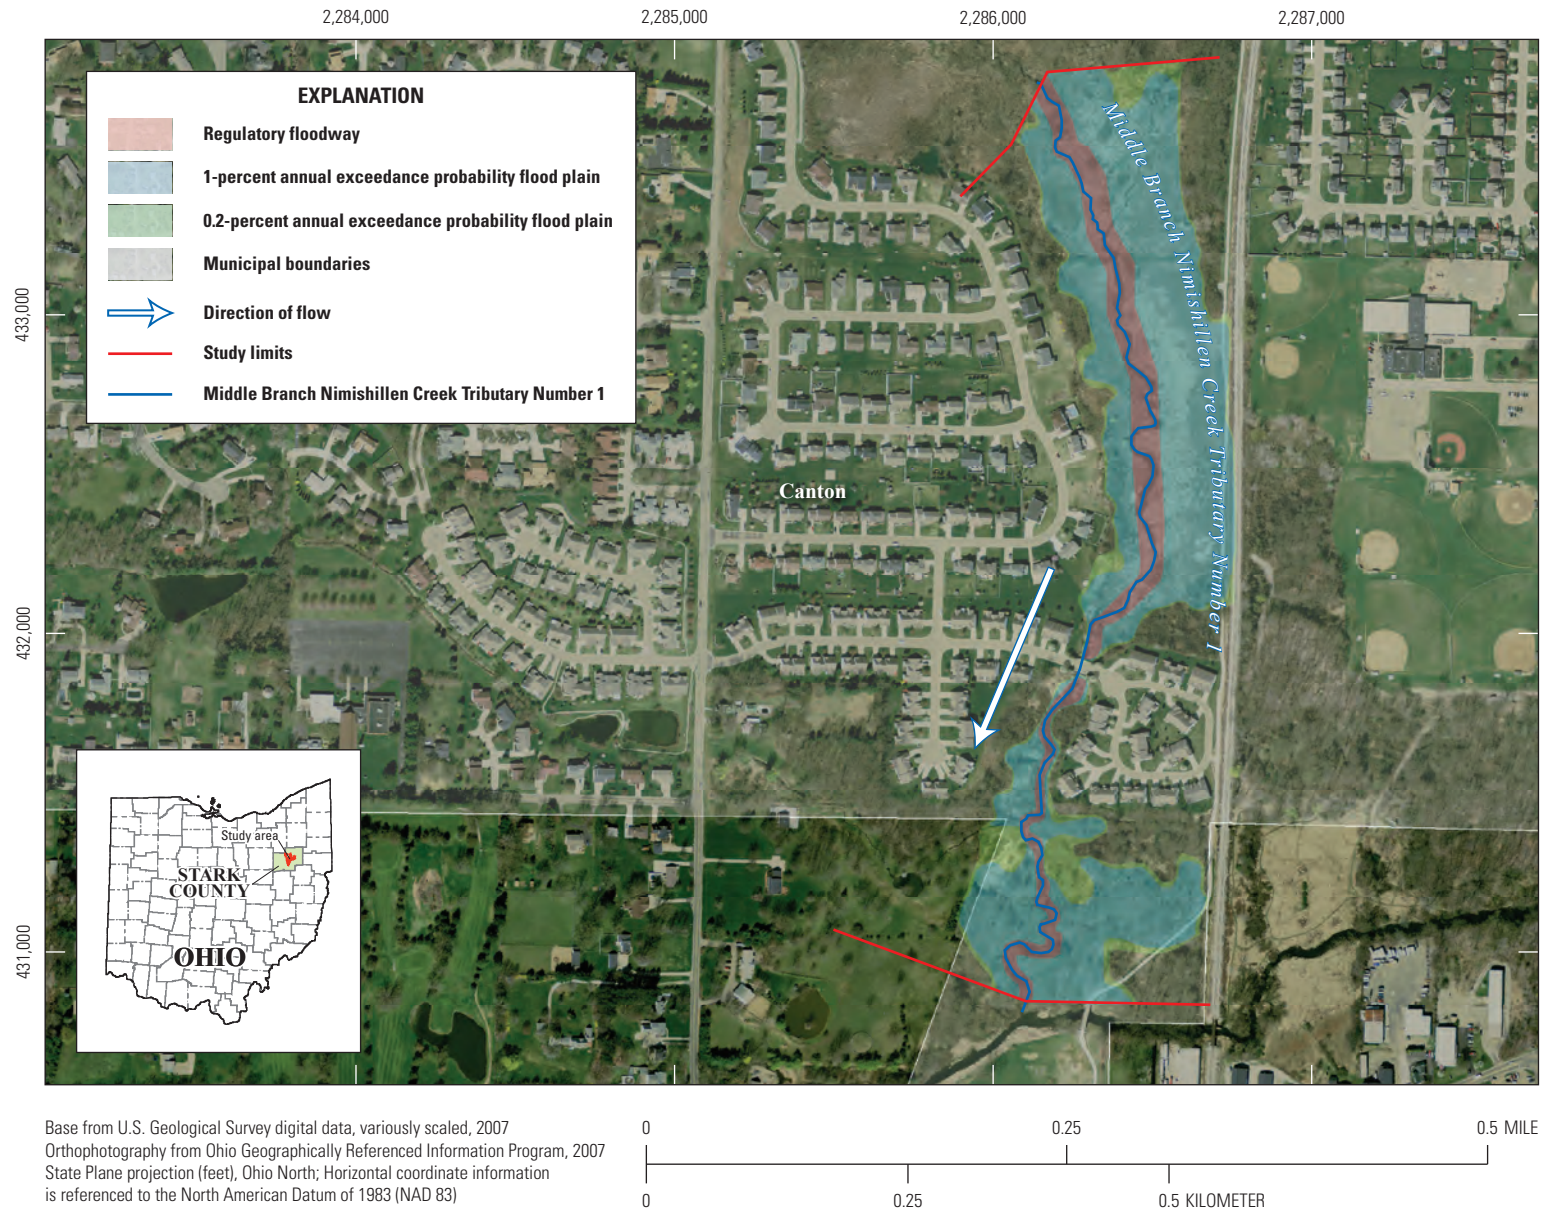 2,284,000
2,285,000
2,286,000
2,287,000
433,000
432,000
431,000
EXPLANATION
Regulatory floodway
1-percent annual exceedance probability flood plain
0.2-percent annual exceedance probability flood plain
Municipal boundaries
Direction of flow
Study limits
Middle Branch Nimishillen Creek Tributary Number 1
Middle Branch Nimishillen Creek Tributary Number 1
Canton
Study area
STARK
COUNTY
OHIO
Base from U.S. Geological Survey digital data, variously scaled, 2007
Orthophotography from Ohio Geographically Referenced Information Program, 2007
State Plane projection (feet), Ohio North; Horizontal coordinate information
is referenced to the North American Datum of 1983 (NAD 83)
0
0.25
0.5 MILE
0
0.25
0.5 KILOMETER